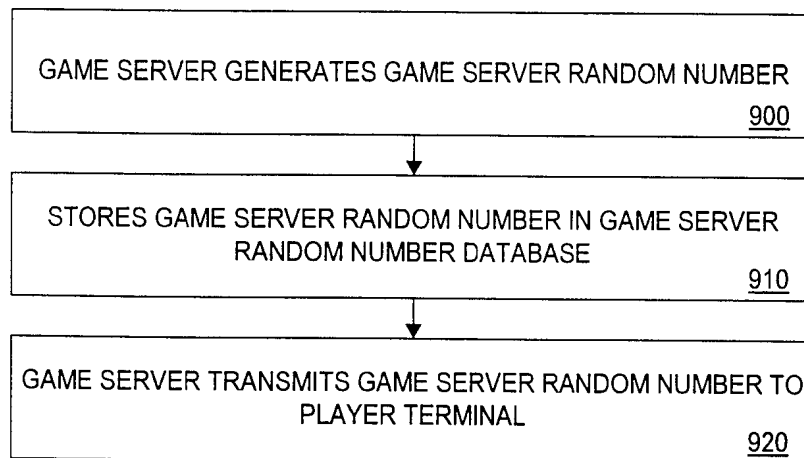 GAME SERVER GENERATES GAME SERVER RANDOM NUMBER
900
STORES GAME SERVER RANDOM NUMBER IN GAME SERVER
RANDOM NUMBER DATABASE
910
GAME SERVER TRANSMITS GAME SERVER RANDOM NUMBER TO
PLAYER TERMINAL
920